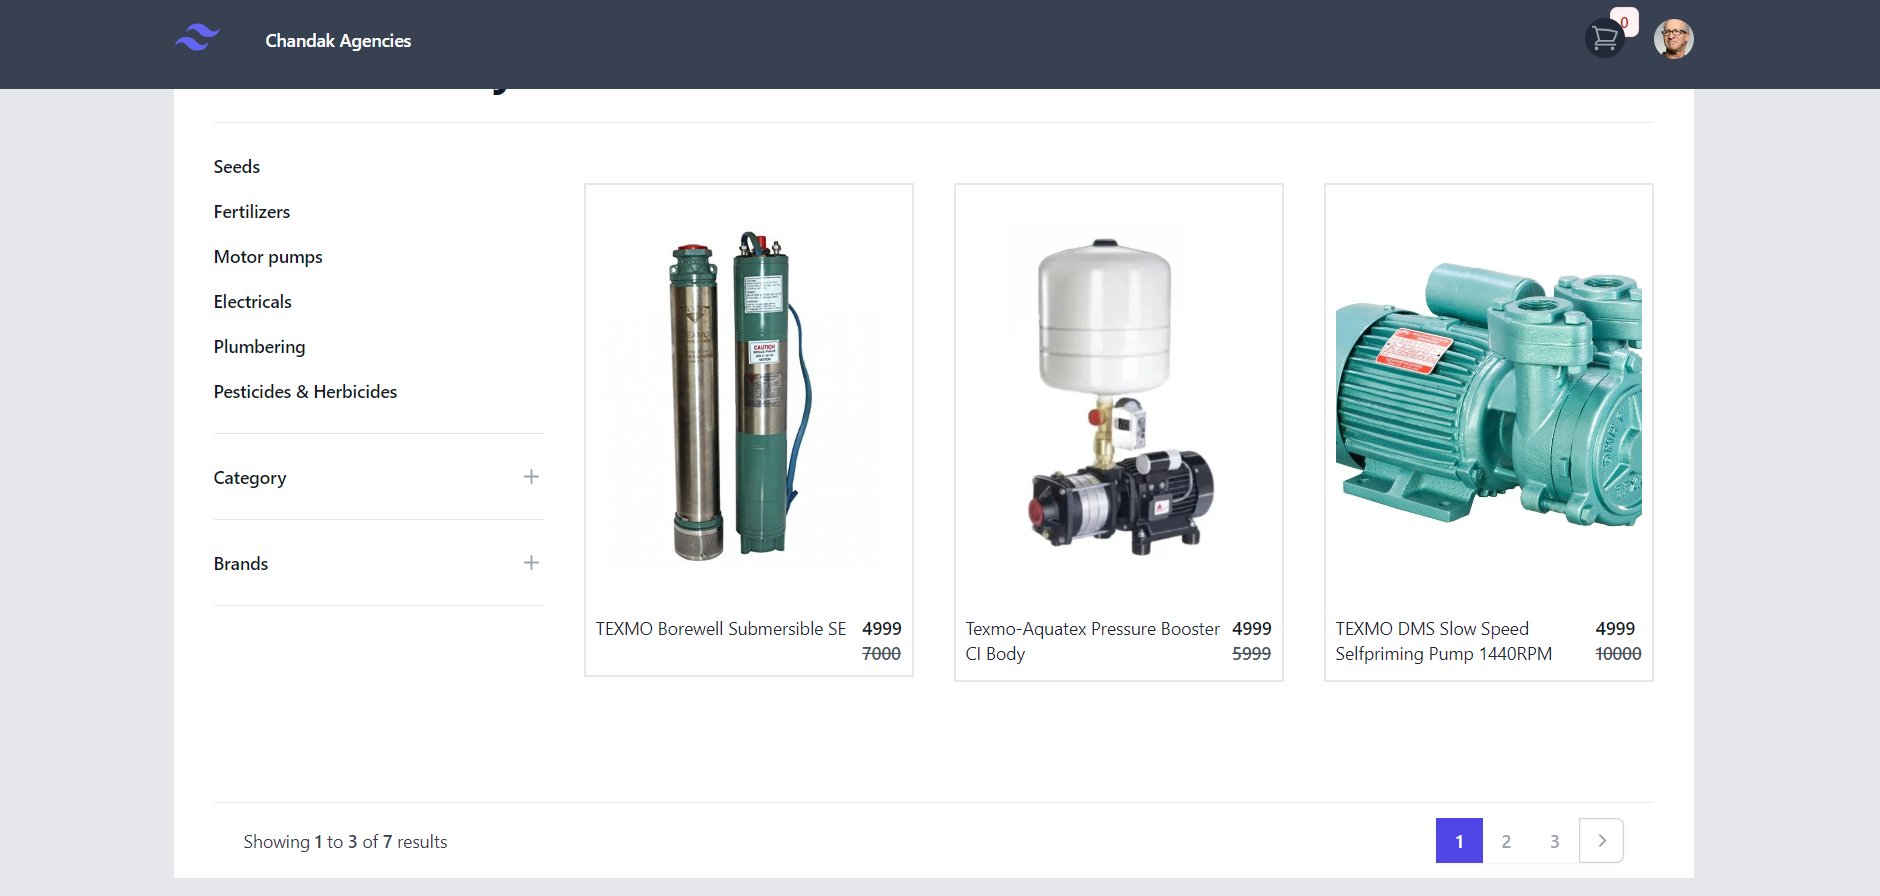 Chandak Agencies
0
Seeds
Fertilizers
Motor pumps
Electricals
Plumbering
Pesticides & Herbicides
Category
Brands
CAUTION
TEXMO Borewell Submersible SE 4999
7000
Texmo-Aquatex Pressure Booster 4999
CI Body 5999
TEXMO DMS Slow Speed 4999
Selfpriming Pump 1440RPM 10000
Showing 1 to 3 of 7 results
1 2 3